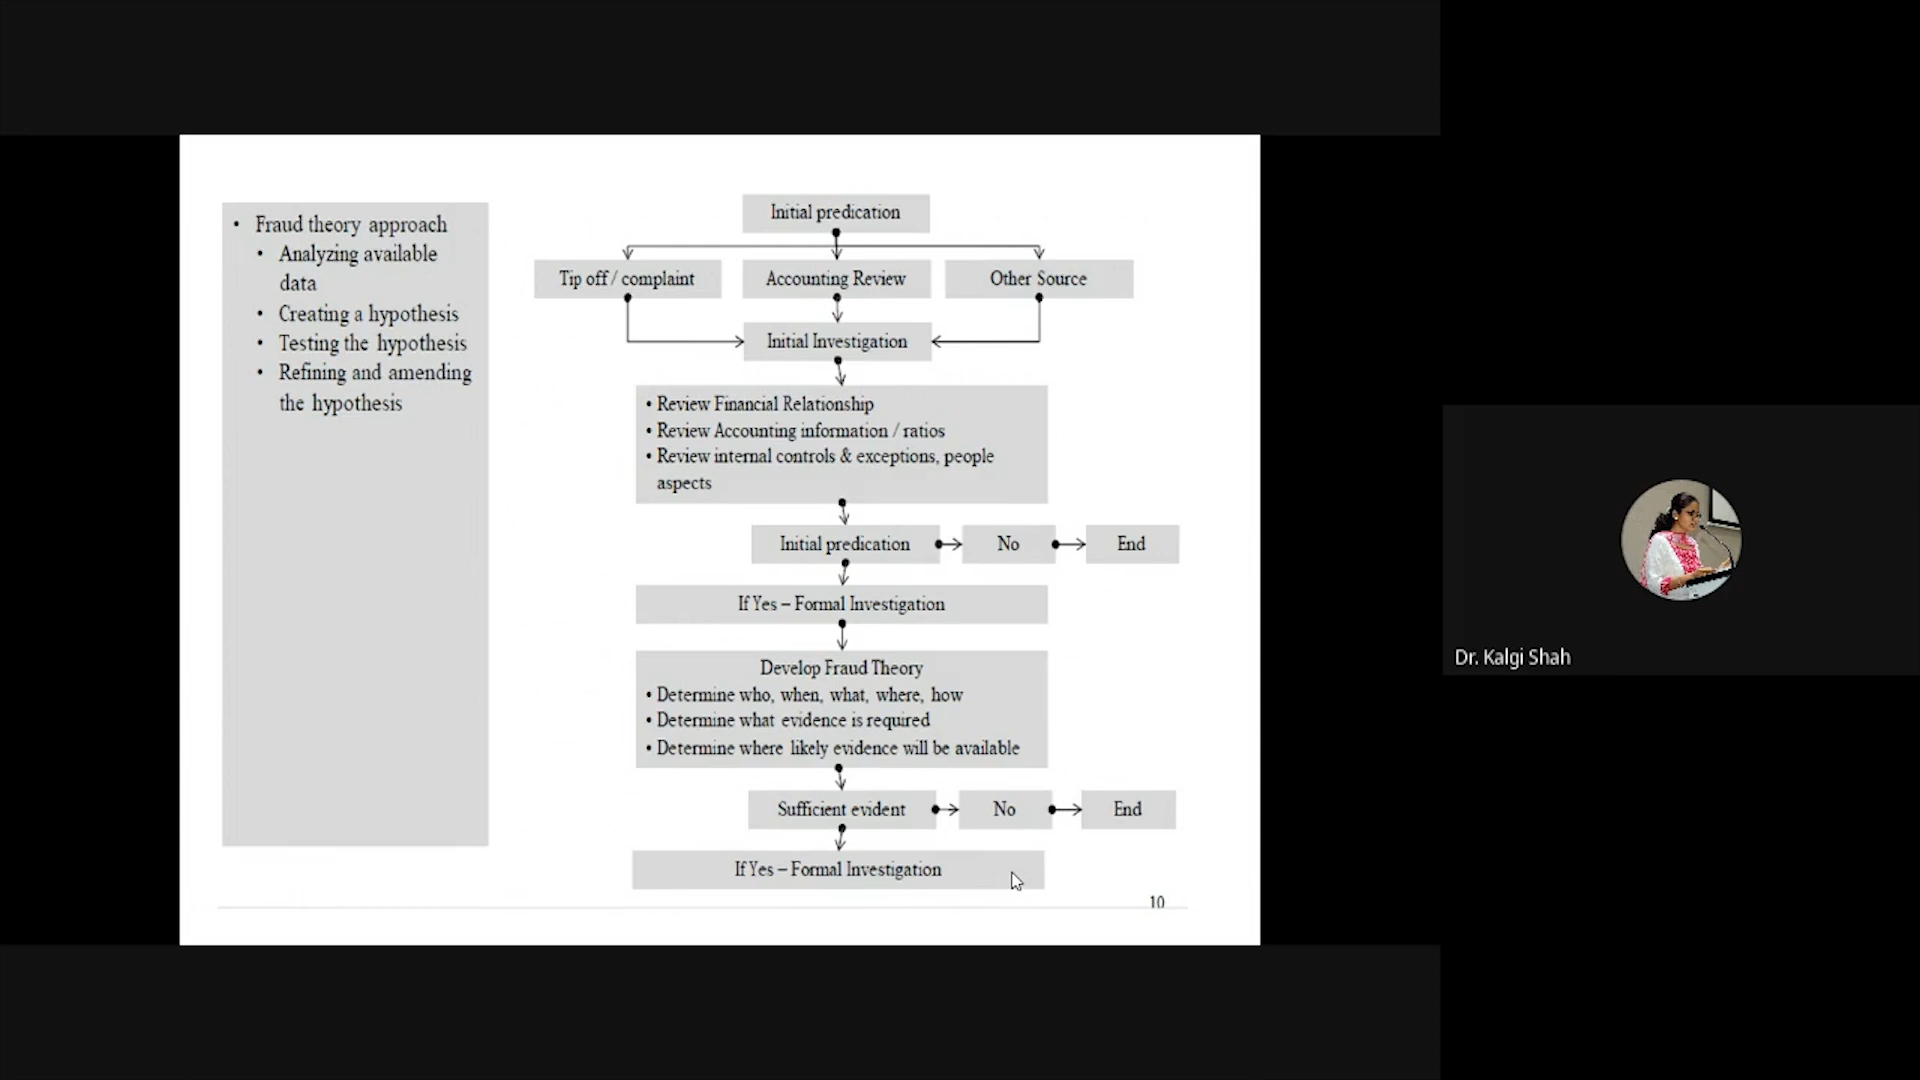 • Fraud theory approach
• Analyzing available
data
• Creating a hypothesis
• Testing the hypothesis
• Refining and amending
the hypothesis
Initial predication
Tip off / complaint
Accounting Review
Other Source
Initial Investigation
• Review Financial Relationship
• Review Accounting information / ratios
• Review internal controls & exceptions, people
aspects
Initial predication
No
End
If Yes – Formal Investigation
Develop Fraud Theory
• Determine who, when, what, where, how
• Determine what evidence is required
• Determine where likely evidence will be available
Sufficient evident
No
End
If Yes – Formal Investigation
10
Dr. Kalgi Shah